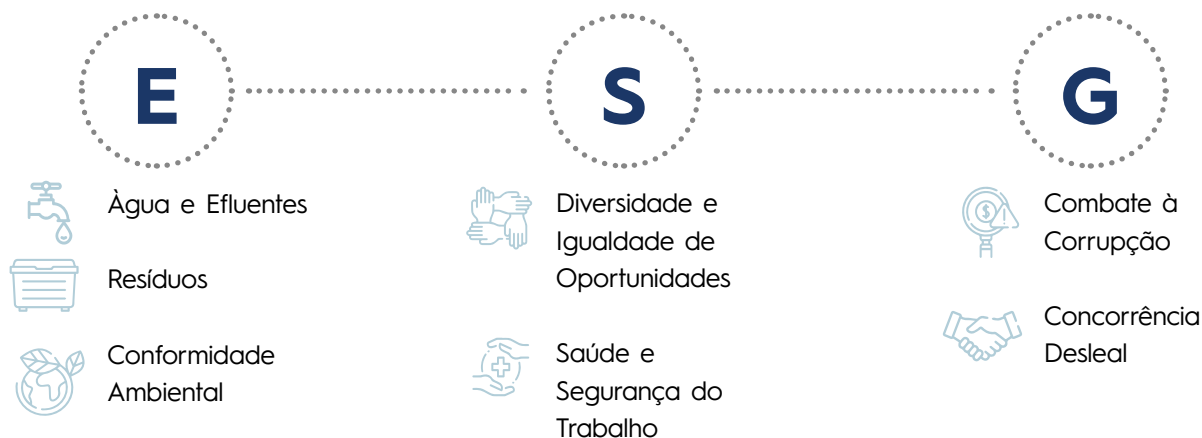 E
S
G
Àgua e Efluentes
Resíduos
Conformidade
Ambiental
Diversidade e
Igualdade de
Oportunidades
Saúde e
Segurança do
Trabalho
Combate à
Corrupção
Concorrência
Desleal